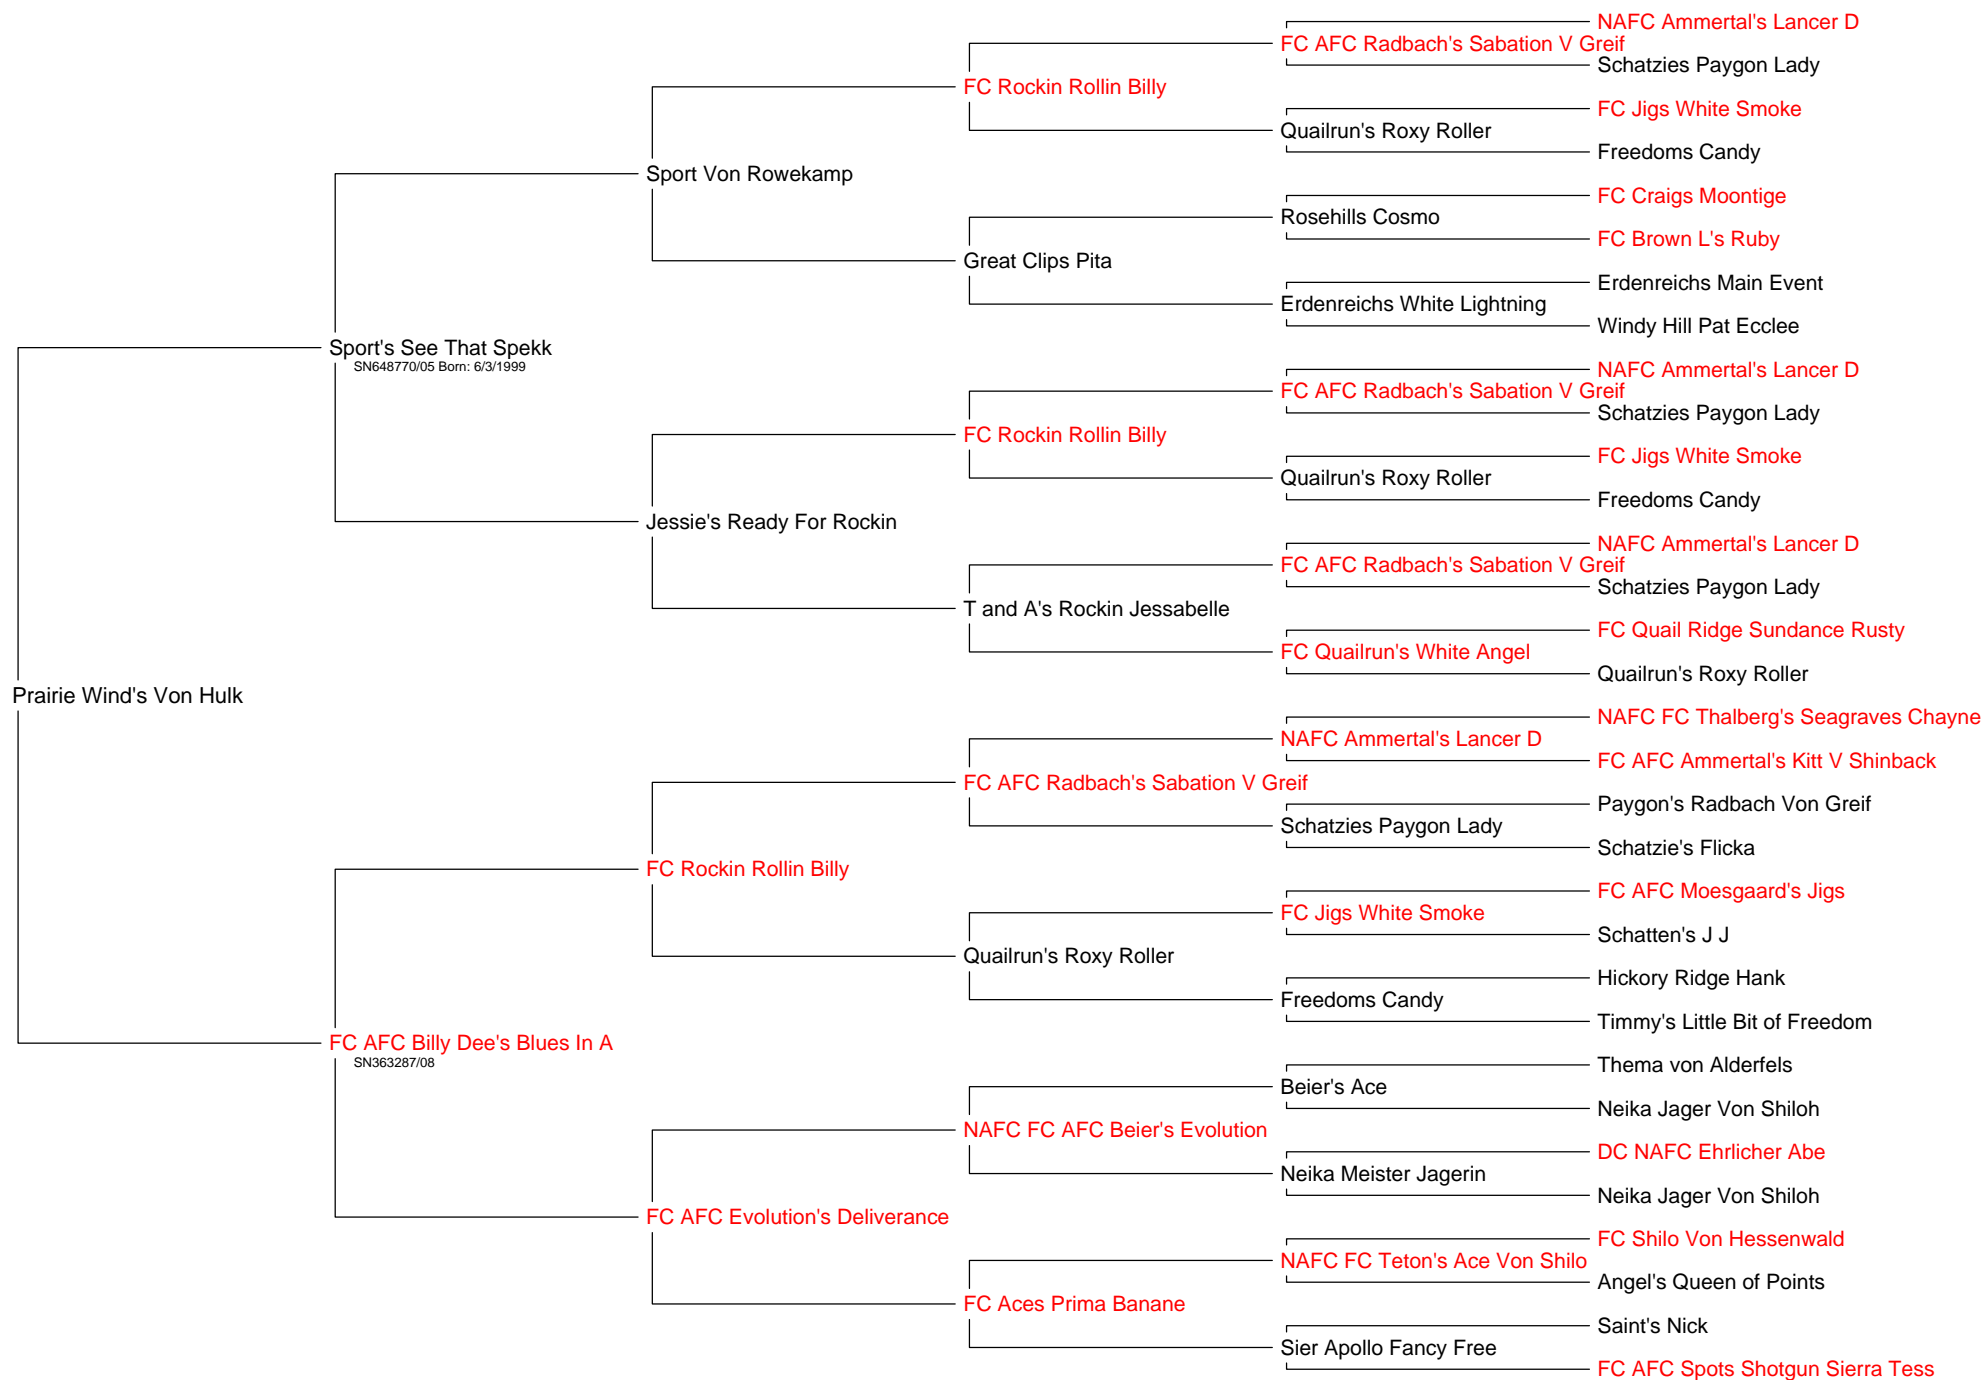 NAFC Ammertal's Lancer D
FC AFC Radbach's Sabation V Greif
Schatzies Paygon Lady
FC Rockin Rollin Billy
FC Jigs White Smoke
Quailrun's Roxy Roller
Freedoms Candy
Sport Von Rowekamp
FC Craigs Moontige
Rosehills Cosmo
FC Brown L's Ruby
Great Clips Pita
Erdenreichs Main Event
Erdenreichs White Lightning
Windy Hill Pat Ecclee
Sport's See That Spekk
SN648770/05 Born: 6/3/1999
NAFC Ammertal's Lancer D
FC AFC Radbach's Sabation V Greif
Schatzies Paygon Lady
FC Rockin Rollin Billy
FC Jigs White Smoke
Quailrun's Roxy Roller
Freedoms Candy
Jessie's Ready For Rockin
NAFC Ammertal's Lancer D
FC AFC Radbach's Sabation V Greif
Schatzies Paygon Lady
T and A's Rockin Jessabelle
FC Quail Ridge Sundance Rusty
FC Quailrun's White Angel
Quailrun's Roxy Roller
Prairie Wind's Von Hulk
NAFC FC Thalberg's Seagraves Chayne
NAFC Ammertal's Lancer D
FC AFC Ammertal's Kitt V Shinback
FC AFC Radbach's Sabation V Greif
Paygon's Radbach Von Greif
Schatzies Paygon Lady
Schatzie's Flicka
FC Rockin Rollin Billy
FC AFC Moesgaard's Jigs
FC Jigs White Smoke
Schatten's J J
Quailrun's Roxy Roller
Hickory Ridge Hank
Freedoms Candy
Timmy's Little Bit of Freedom
FC AFC Billy Dee's Blues In A
SN363287/08
Thema von Alderfels
Beier's Ace
Neika Jager Von Shiloh
NAFC FC AFC Beier's Evolution
DC NAFC Ehrlicher Abe
Neika Meister Jagerin
Neika Jager Von Shiloh
FC AFC Evolution's Deliverance
FC Shilo Von Hessenwald
NAFC FC Teton's Ace Von Shilo
Angel's Queen of Points
FC Aces Prima Banane
Saint's Nick
Sier Apollo Fancy Free
FC AFC Spots Shotgun Sierra Tess